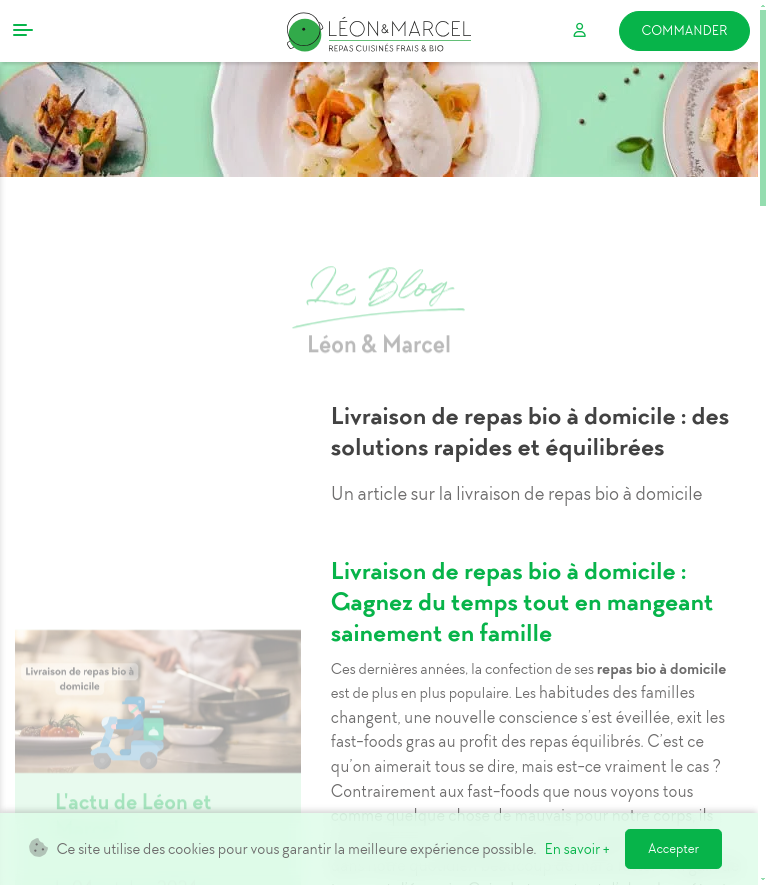 LÉON&MARCEL
REPAS CUISINÉS FRAIS & BIO
COMMANDER
Le Blog
Léon & Marcel
Livraison de repas bio à domicile : des
solutions rapides et équilibrées
Un article sur la livraison de repas bio à domicile
Livraison de repas bio à domicile :
Gagnez du temps tout en mangeant
sainement en famille
Ces dernières années, la confection de ses repas bio à domicile
est de plus en plus populaire. Les habitudes des familles
changent, une nouvelle conscience s'est éveillée, exit les
fast-foods gras au profit des repas équilibrés. C'est ce
qu'on aimerait tous se dire, mais est-ce vraiment le cas ?
Contrairement aux fast-foods que nous voyons tous
comme quelque chose de mauvais pour notre corps, ils
Livraison de repas bio à
domicile
L'actu de Léon et
Ce site utilise des cookies pour vous garantir la meilleure expérience possible. En savoir + Accepter